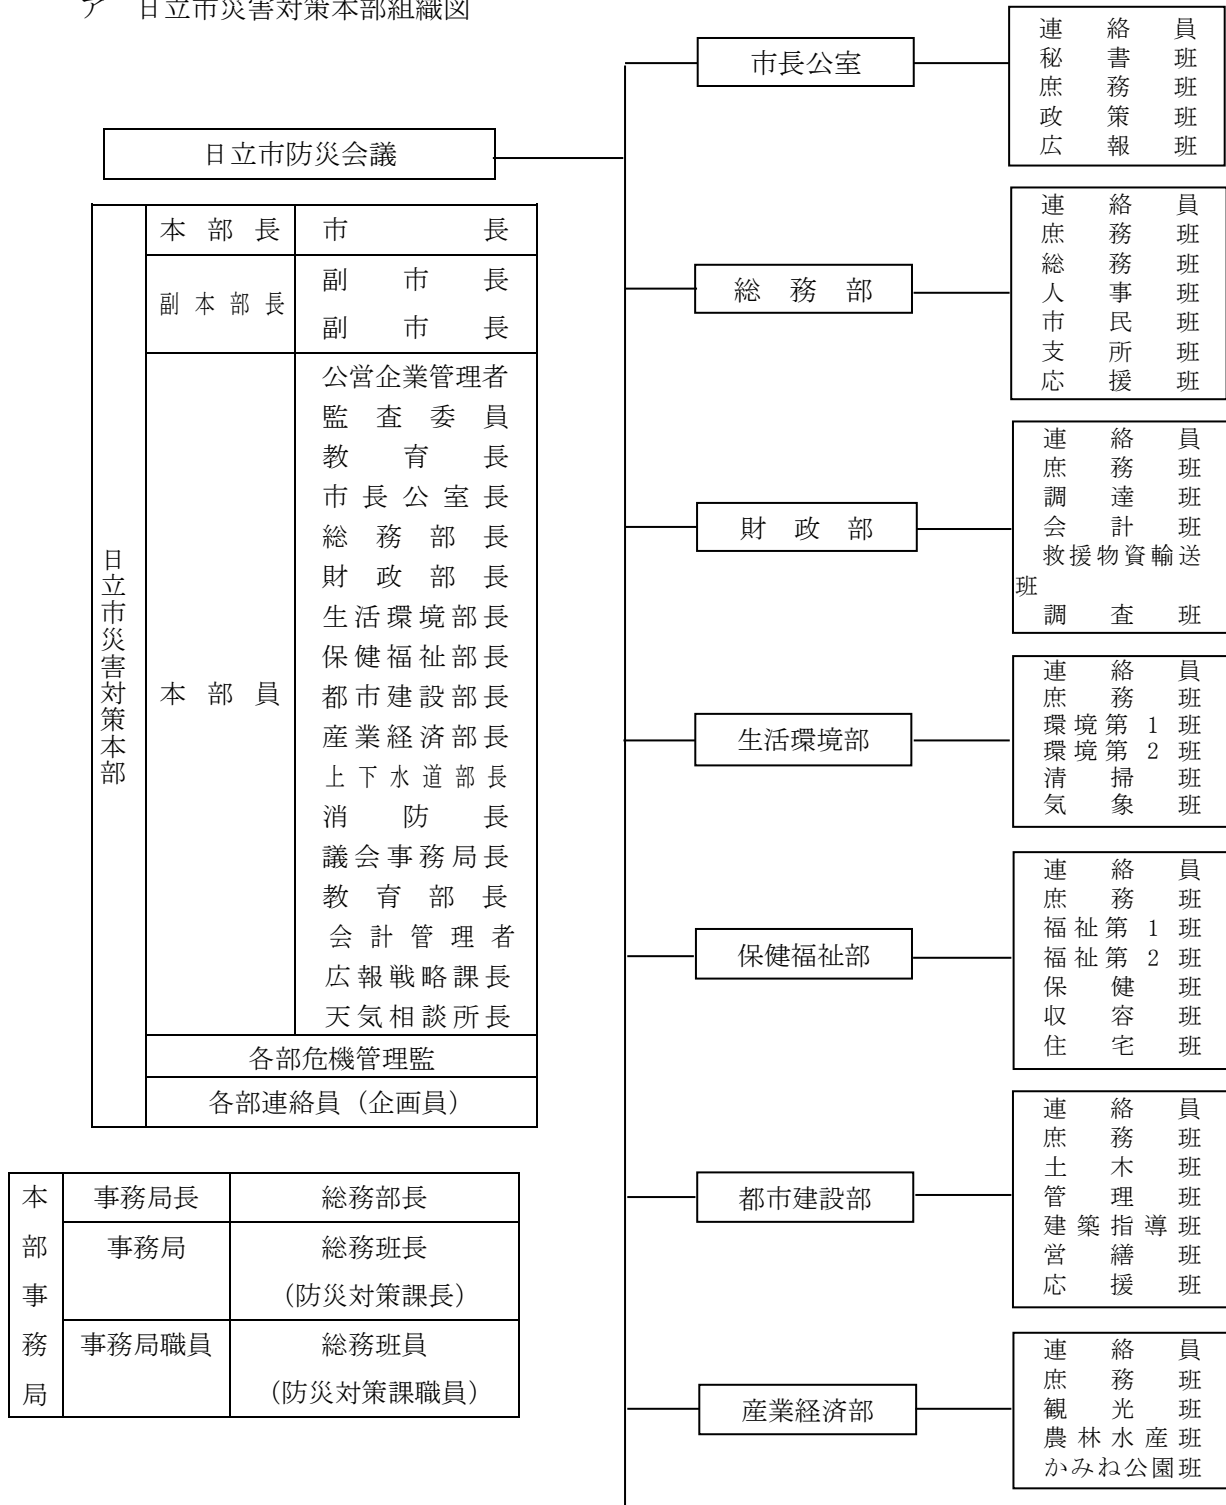 ア 日立市災害対策本部組織図
日立市防災会議
日立市災害対策本部
本部長 市長
副本部長 副市長
副市長
本部員 公営企業管理者
監査委員
教育長
市長公室長
総務部長
財政部長
生活環境部長
保健福祉部長
都市建設部長
産業経済部長
上下水道部長
消防長
議会事務局長
教育部長
会計管理者
広報戦略課長
天気相談所長
各部危機管理監
各部連絡員（企画員）
本部事務局
事務局長 総務部長
事務局 総務班長
（防災対策課長）
事務局職員 総務班員
（防災対策課職員）
市長公室
連絡員
秘書班
庶務班
政策班
広報班
総務部
連絡員
庶務班
総務班
人事班
市民班
支所班
応援班
財政部
連絡員
庶務班
調達班
会計班
救援物資輸送
班
調査班
生活環境部
連絡員
庶務班
環境第1班
環境第2班
清掃班
気象班
保健福祉部
連絡員
庶務班
福祉第1班
福祉第2班
保健班
収容班
住宅班
都市建設部
連絡員
庶務班
土木班
管理班
建築指導班
営繕班
応援班
産業経済部
連絡員
庶務班
観光班
農林水産班
かみね公園班